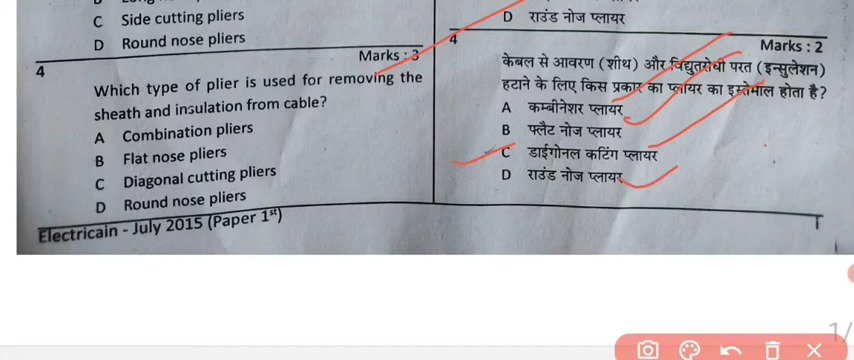 C Side cutting pliers
D Round nose pliers
4
Marks : 3
Which type of plier is used for removing the
sheath and insulation from cable?
A Combination pliers
B Flat nose pliers
C Diagonal cutting pliers
D Round nose pliers
Electricain - July 2015 (Paper 1st)
D राउंड नोज प्लायर
4
Marks : 2
केबल से आवरण (शीथ) और विद्युतरोधी परत (इन्सुलेशन)
हटाने के लिए किस प्रकार का प्लायर का इस्तेमाल होता है?
A कम्बीनेशर प्लायर
B फ्लैट नोज प्लायर
C डाईगोनल कटिंग प्लायर
D राउंड नोज प्लायर
1
1/